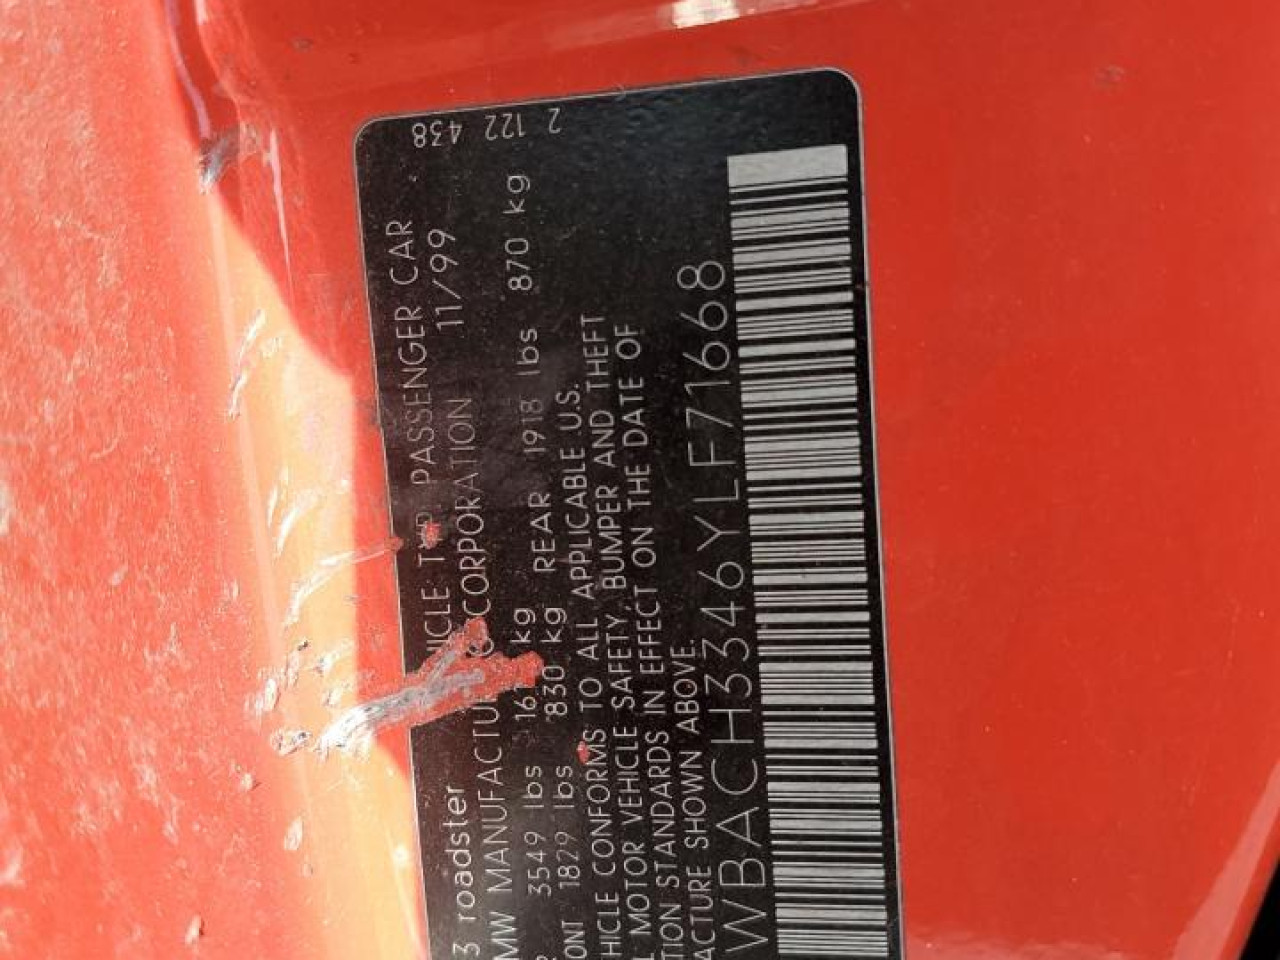 2 122 438
3 roadster VEHICLE PASSENGER CAR
CORPORATION 11/99
3549 lbs kg
1829 lbs 830 kg REAR 1918 lbs 870 kg
CONFORMS TO ALL APPLICABLE U.S.
MOTOR VEHICLE SAFETY, BUMPER AND THEFT
STANDARDS IN EFFECT ON THE DATE OF
SHOWN ABOVE.
WBACH3346YLF71668